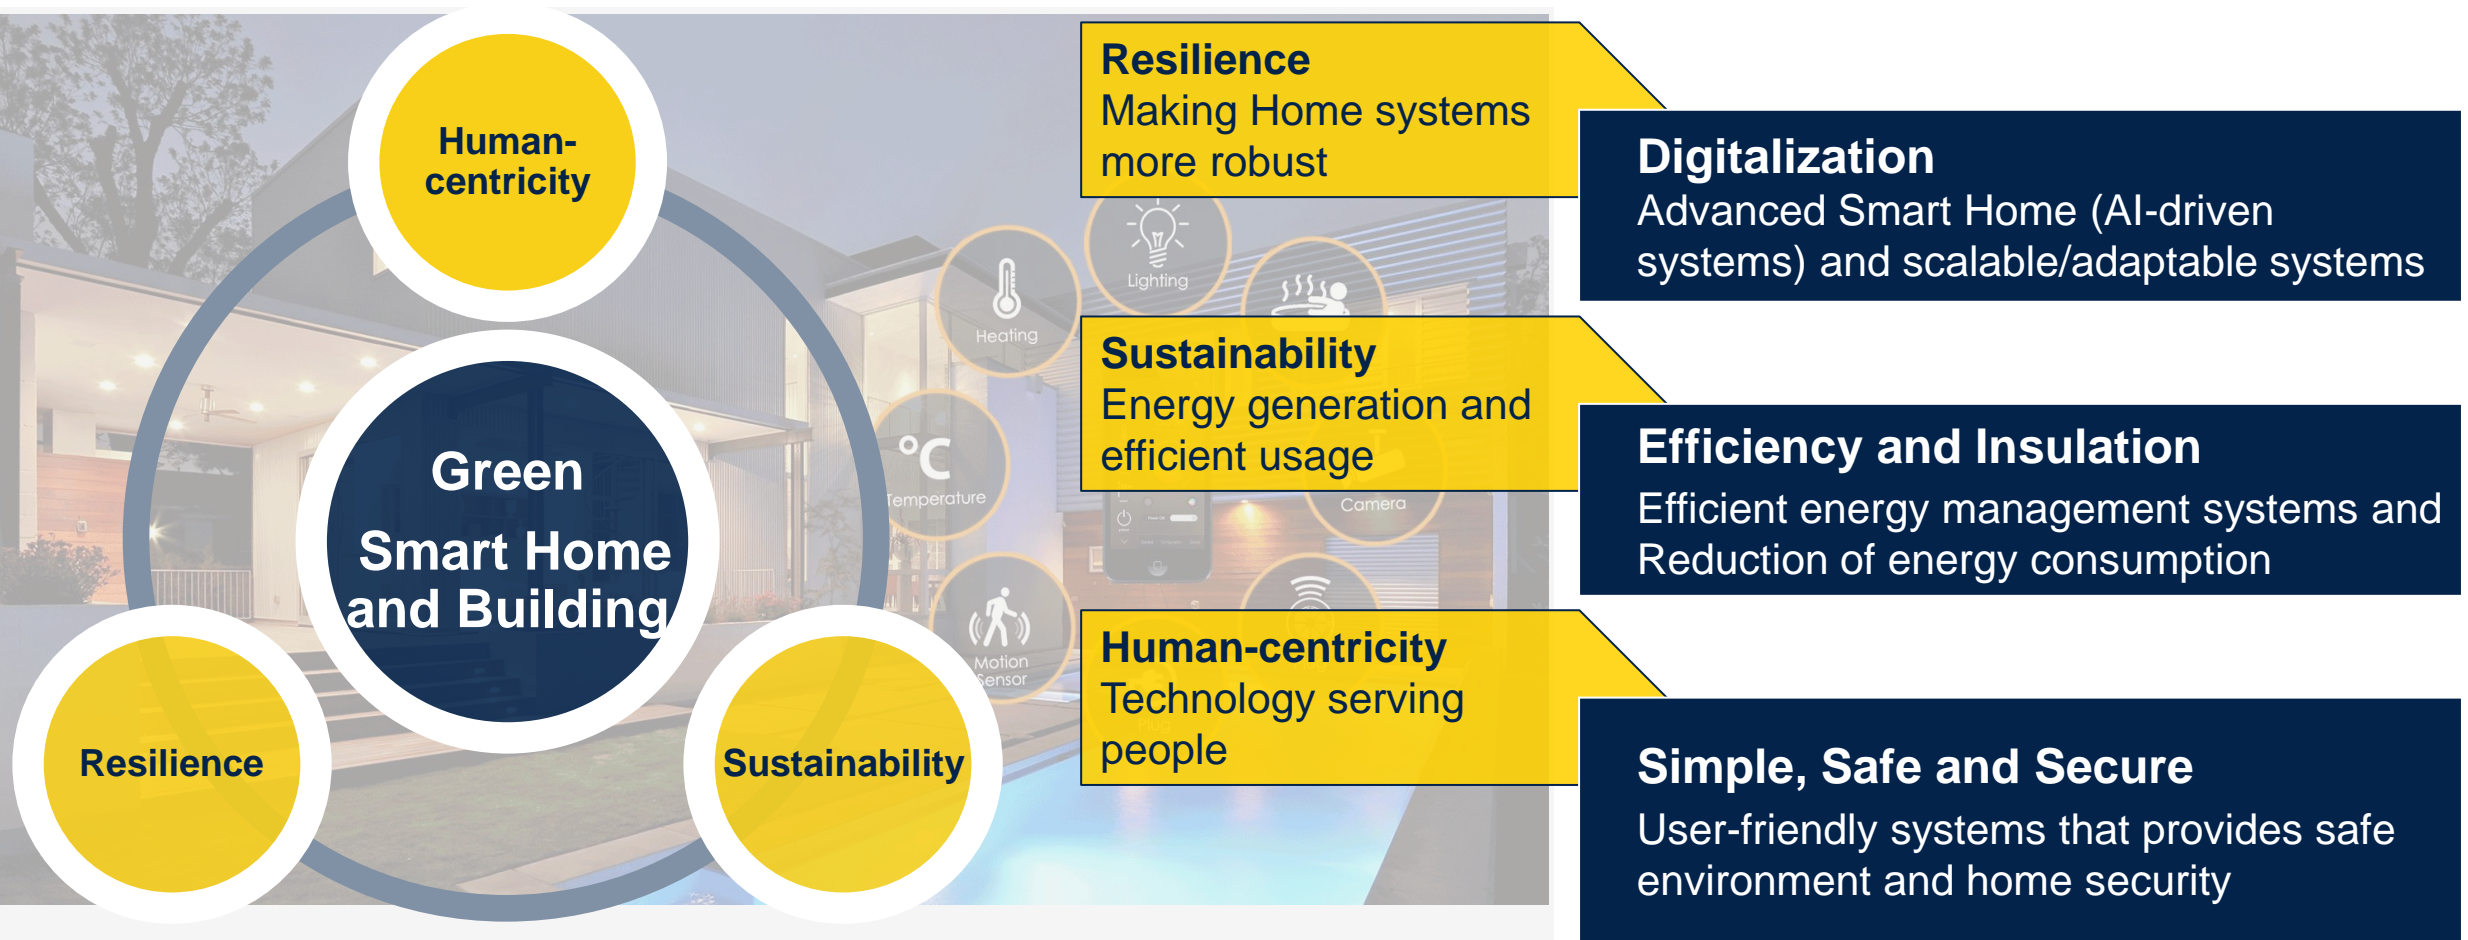 Human-
centricity
Green
Smart Home
and Building
Resilience
Sustainability
Resilience
Making Home systems
more robust
Digitalization
Advanced Smart Home (AI-driven
systems) and scalable/adaptable systems
Sustainability
Energy generation and
efficient usage
Efficiency and Insulation
Efficient energy management systems and
Reduction of energy consumption
Human-centricity
Technology serving
people
Simple, Safe and Secure
User-friendly systems that provides safe
environment and home security
Lighting
Heating
°C
Temperature
Camera
Motion
Sensor
Plug